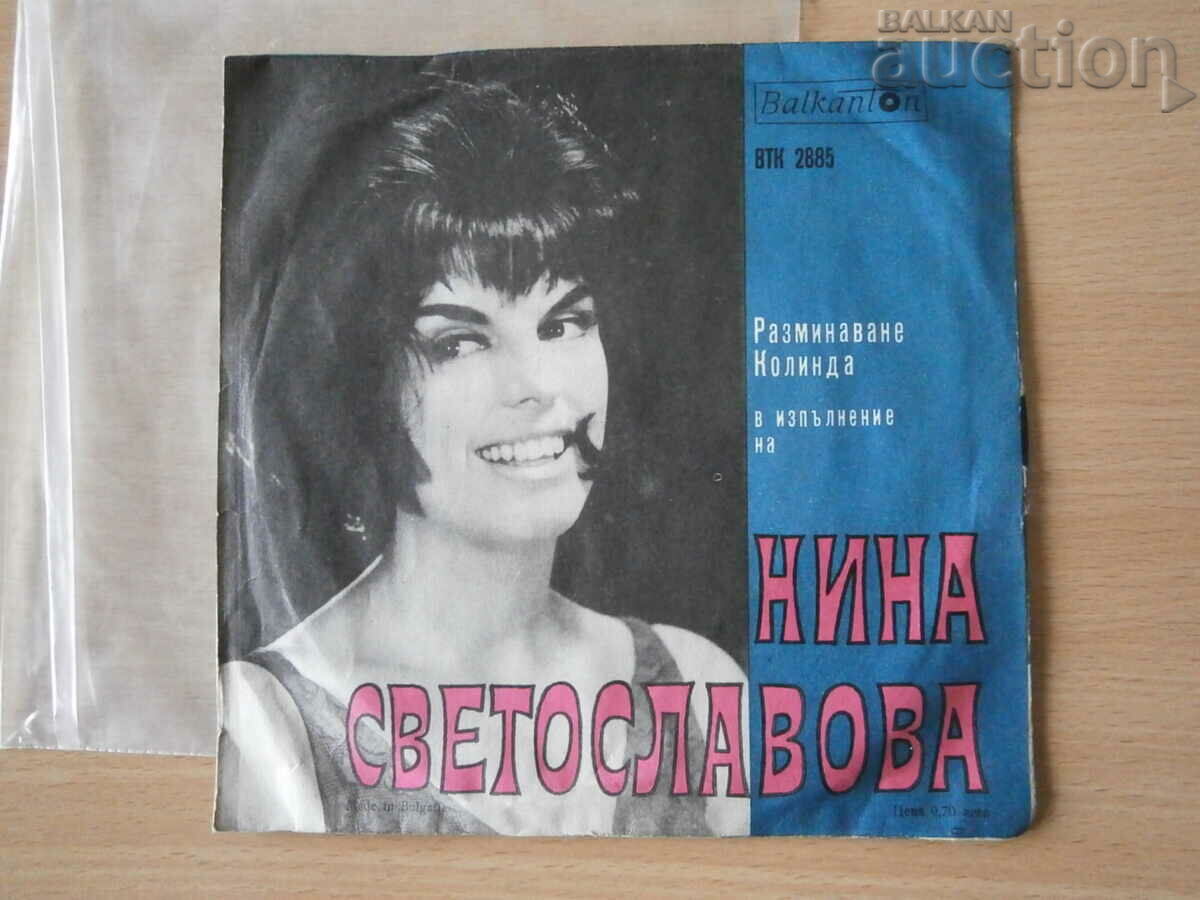 BALKAN
auction
Balkanton
ВТК 2885
Разминаване
Колинда
в изпълнение
на
НИНА
СВЕТОСЛАВОВА
Made in Bulgaria
Цена 0,70 лева